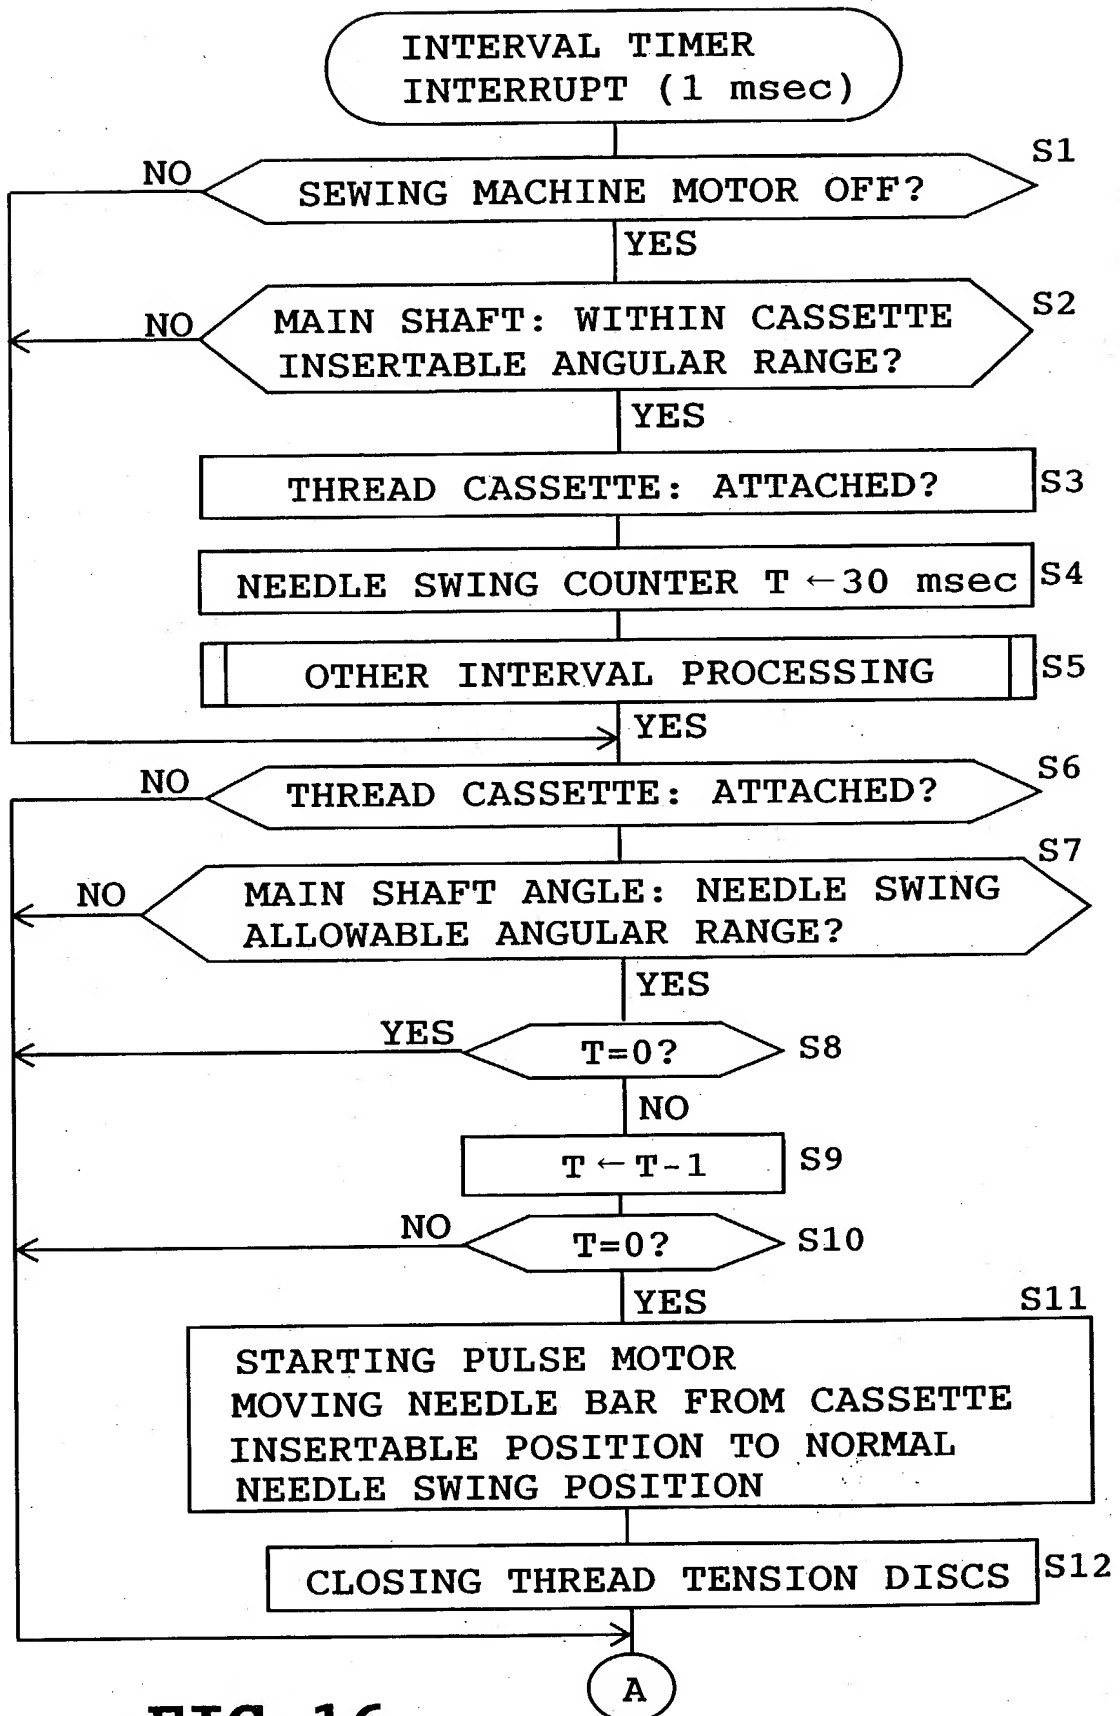 INTERVAL TIMER
INTERRUPT (1 msec)
S1
NO
SEWING MACHINE MOTOR OFF?
YES
S2
NO
MAIN SHAFT: WITHIN CASSETTE
INSERTABLE ANGULAR RANGE?
YES
THREAD CASSETTE: ATTACHED?
S3
NEEDLE SWING COUNTER T ←30 msec
S4
OTHER INTERVAL PROCESSING
S5
YES
NO
S6
THREAD CASSETTE: ATTACHED?
S7
NO
MAIN SHAFT ANGLE: NEEDLE SWING
ALLOWABLE ANGULAR RANGE?
YES
YES
T=0?
S8
NO
T ← T-1
S9
NO
T=0?
S10
YES
S11
STARTING PULSE MOTOR
MOVING NEEDLE BAR FROM CASSETTE
INSERTABLE POSITION TO NORMAL
NEEDLE SWING POSITION
CLOSING THREAD TENSION DISCS
S12
A
FIG.16